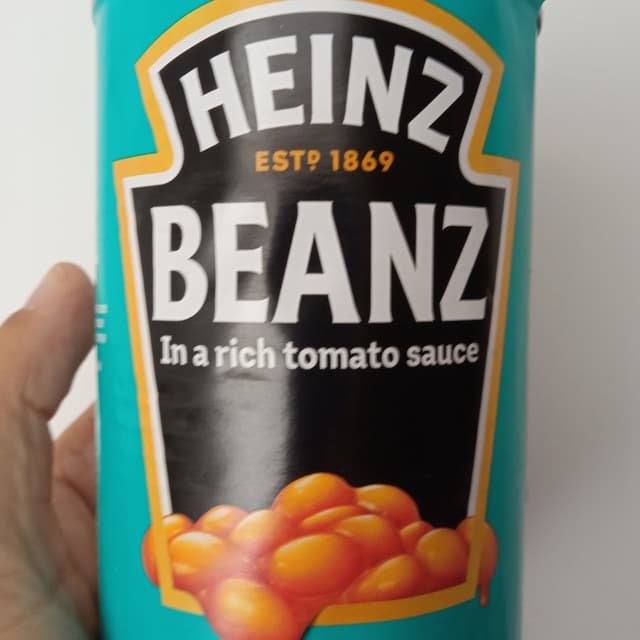 HEINZ
ESTD 1869
BEANZ
In a rich tomato sauce